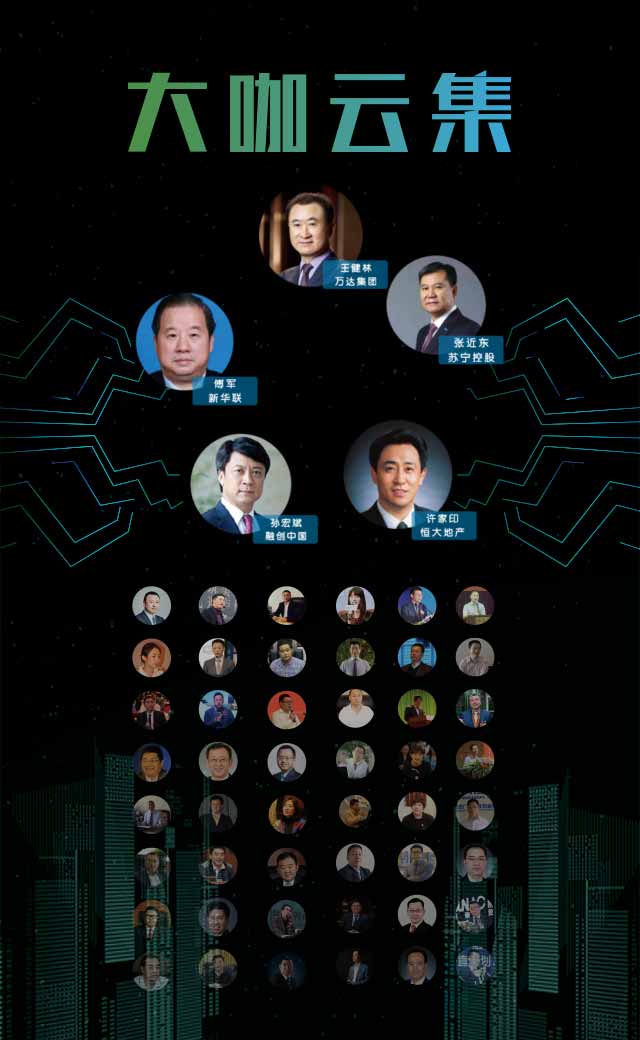 大咖云集
王健林
万达集团
张近东
苏宁控股
傅军
新华联
孙宏斌
融创中国
许家印
恒大地产